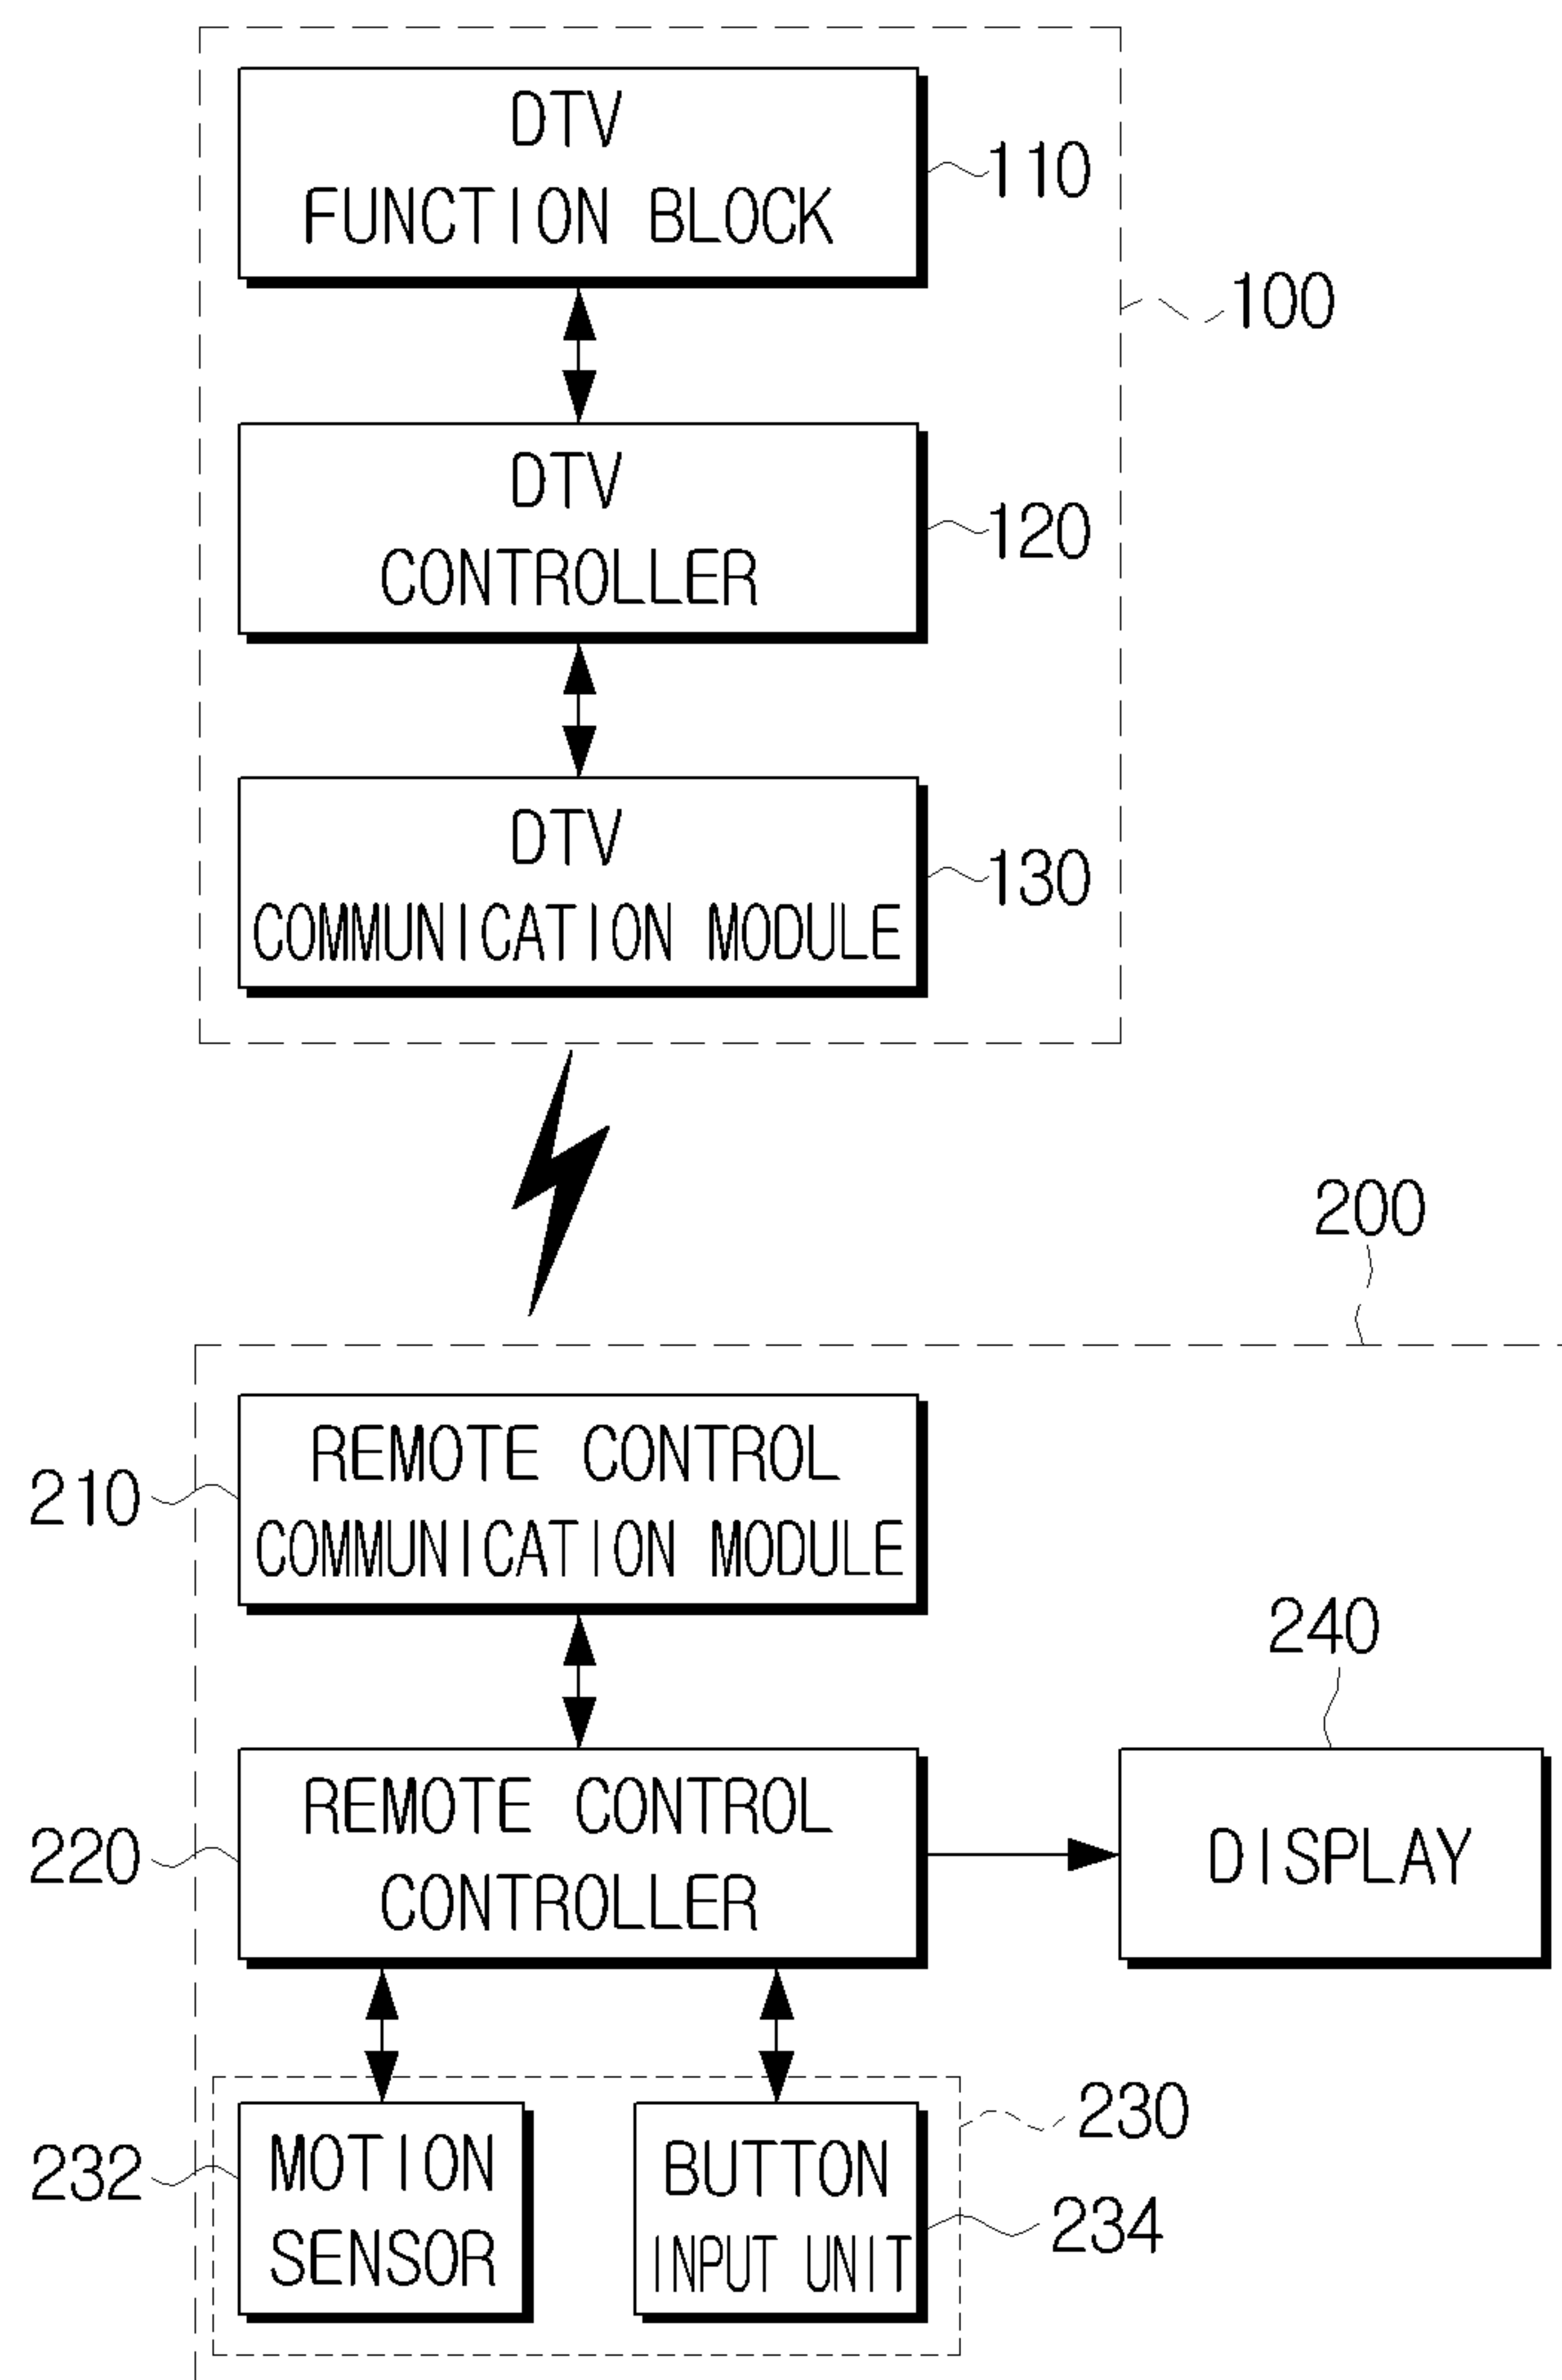 DTV
FUNCTION BLOCK
110
100
DTV
CONTROLLER
120
DTV
COMMUNICATION MODULE
130
200
REMOTE CONTROL
COMMUNICATION MODULE
210
240
REMOTE CONTROL
CONTROLLER
220
DISPLAY
230
MOTION
SENSOR
232
BUTTON
INPUT UNIT
234